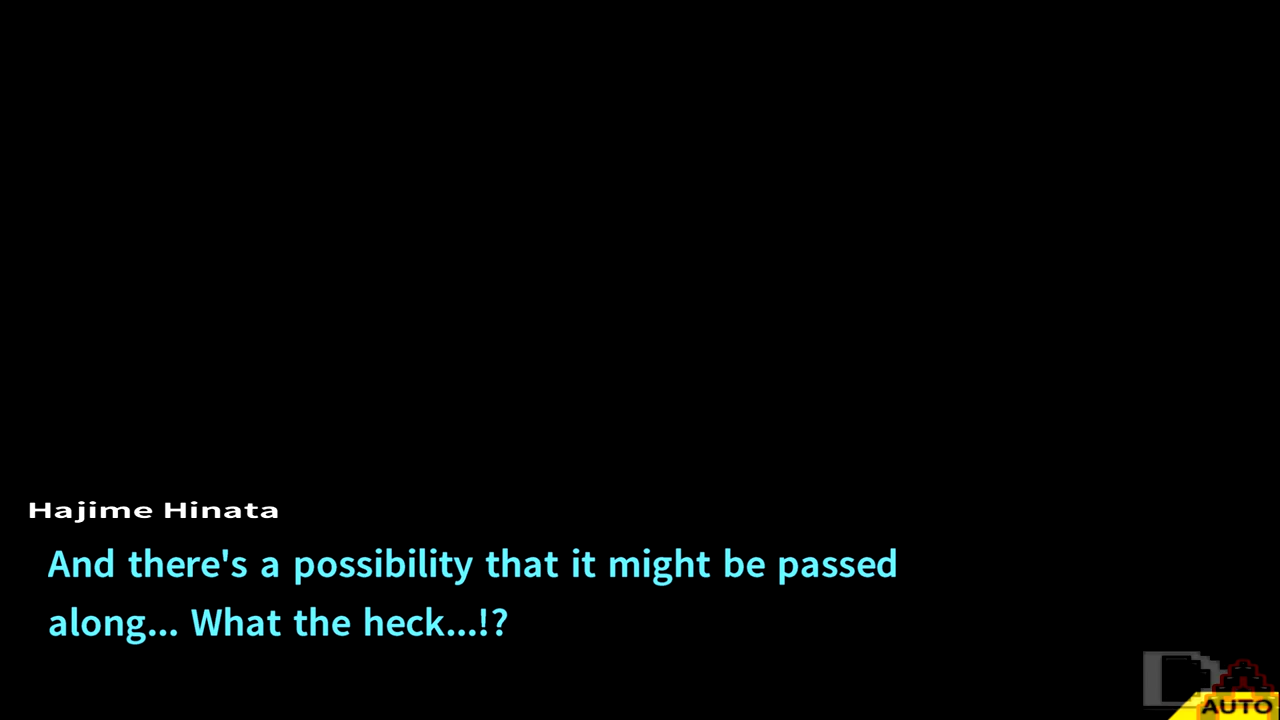 Hajime Hinata
And there's a possibility that it might be passed
along... What the heck...!?
AUTO